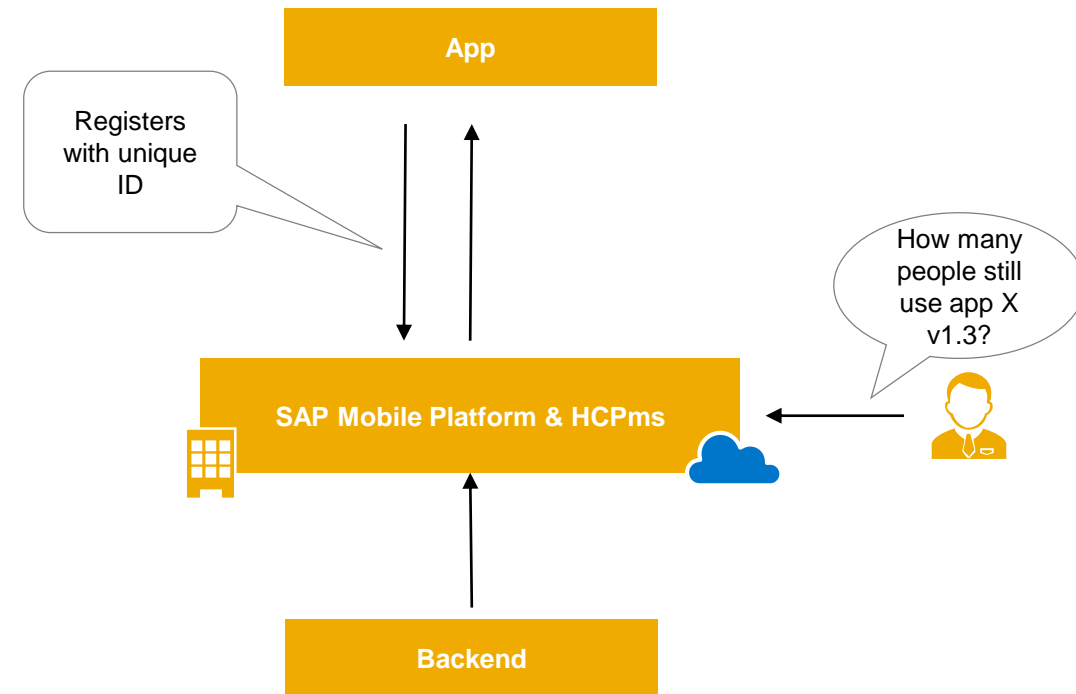 App
Registers
with unique
ID
How many
people still
use app X
v1.3?
SAP Mobile Platform & HCPms
Backend